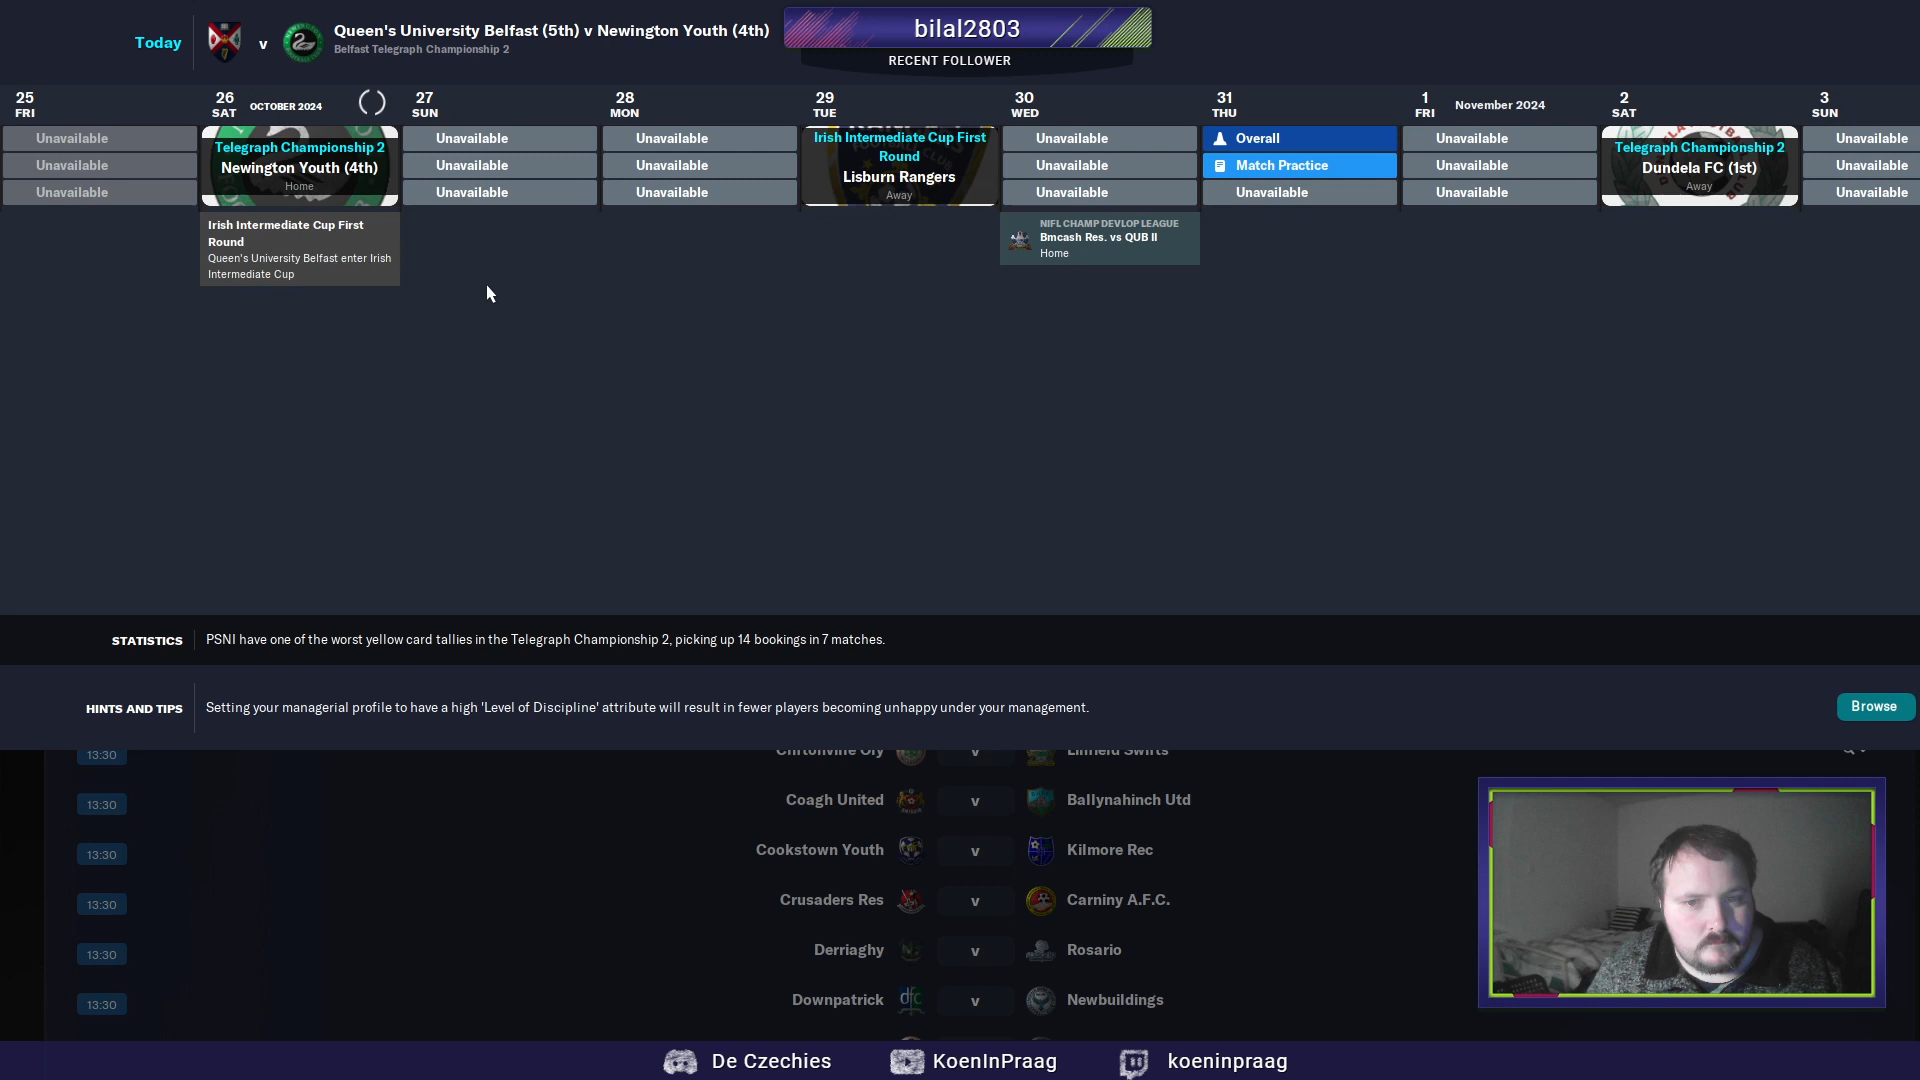 Today
v
Queen's University Belfast (5th) v Newington Youth (4th)
Belfast Telegraph Championship 2
bilal2803
RECENT FOLLOWER
25
FRI
26
SAT
OCTOBER 2024
27
SUN
28
MON
29
TUE
30
WED
31
THU
1
FRI
November 2024
2
SAT
3
SUN
Unavailable
Unavailable
Unavailable
Telegraph Championship 2
Newington Youth (4th)
Home
Unavailable
Unavailable
Unavailable
Unavailable
Unavailable
Unavailable
Irish Intermediate Cup First
Round
Lisburn Rangers
Away
Unavailable
Unavailable
Unavailable
Overall
Match Practice
Unavailable
Unavailable
Unavailable
Unavailable
Telegraph Championship 2
Dundela FC (1st)
Away
Unavailable
Unavailable
Unavailable
Irish Intermediate Cup First
Round
Queen's University Belfast enter Irish
Intermediate Cup
NIFL CHAMP DEVLOP LEAGUE
Bmcash Res. vs QUB II
Home
STATISTICS
PSNI have one of the worst yellow card tallies in the Telegraph Championship 2, picking up 14 bookings in 7 matches.
HINTS AND TIPS
Setting your managerial profile to have a high 'Level of Discipline' attribute will result in fewer players becoming unhappy under your management.
Browse
13:30
Cliftonville Oly
v
Linfield Swifts
13:30
Coagh United
v
Ballynahinch Utd
13:30
Cookstown Youth
v
Kilmore Rec
13:30
Crusaders Res
v
Carniny A.F.C.
13:30
Derriaghy
v
Rosario
13:30
Downpatrick
dfc
v
Newbuildings
De Czechies
KoenInPraag
koeninpraag